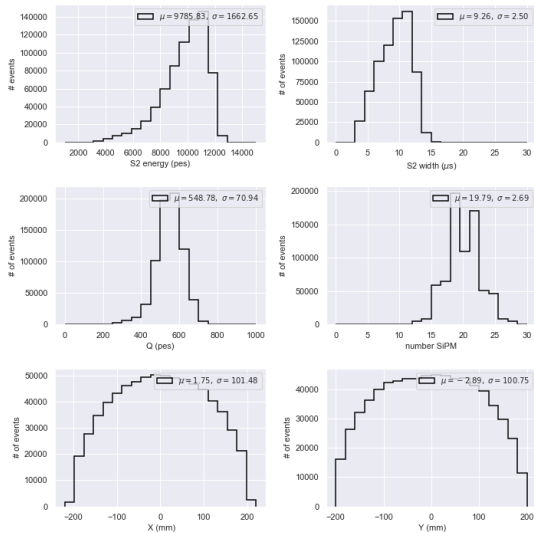 140000
120000
100000
80000
60000
40000
20000
0
# events
μ = 9785.83, σ = 1662.65
2000 4000 6000 8000 10000 12000 14000
S2 energy (pes)
150000
125000
100000
75000
50000
25000
0
# of events
μ = 9.26, σ = 2.50
0 5 10 15 20 25 30
S2 width (μs)
200000
150000
100000
50000
0
# of events
μ = 548.78, σ = 70.94
0 200 400 600 800 1000
Q (pes)
200000
150000
100000
50000
0
# of events
μ = 19.79, σ = 2.69
0 5 10 15 20 25 30
number SiPM
50000
40000
30000
20000
10000
0
# of events
μ = 1.75, σ = 101.48
−200 −100 0 100 200
X (mm)
40000
30000
20000
10000
0
# of events
μ = −2.89, σ = 100.75
−200 −100 0 100 200
Y (mm)